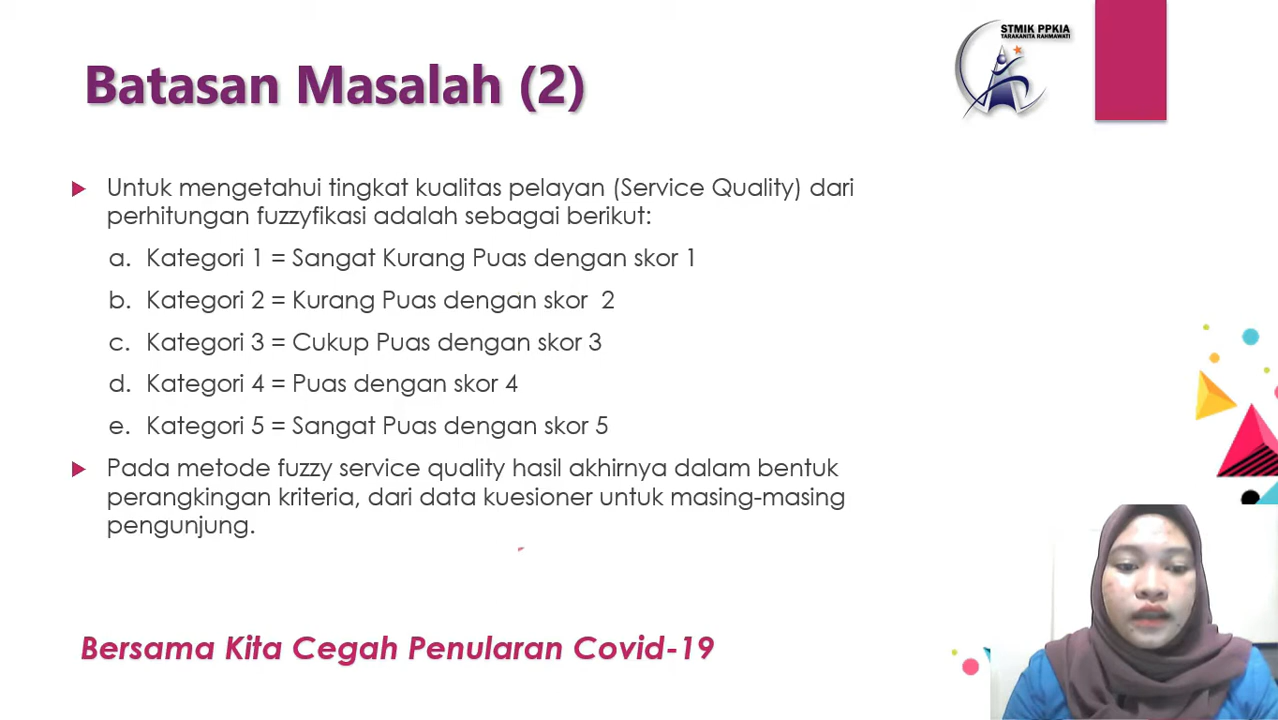 STMIK PPKIA
TARAKANITA RAHMAWATI
Batasan Masalah (2)
Untuk mengetahui tingkat kualitas pelayan (Service Quality) dari
perhitungan fuzzyfikasi adalah sebagai berikut:
a. Kategori 1 = Sangat Kurang Puas dengan skor 1
b. Kategori 2 = Kurang Puas dengan skor 2
c. Kategori 3 = Cukup Puas dengan skor 3
d. Kategori 4 = Puas dengan skor 4
e. Kategori 5 = Sangat Puas dengan skor 5
Pada metode fuzzy service quality hasil akhirnya dalam bentuk
perangkingan kriteria, dari data kuesioner untuk masing-masing
pengunjung.
Bersama Kita Cegah Penularan Covid-19